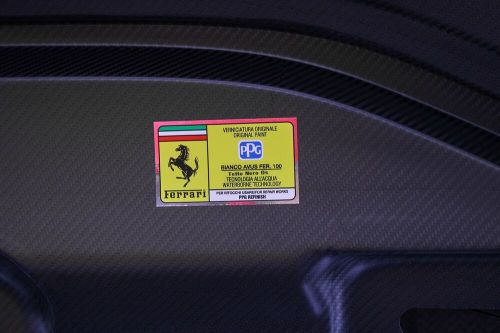 VERNICIATURA ORIGINALE
ORIGINAL PAINT
PPG
BIANCO AVUS FER. 100
Tetto Nero Ds
TECNOLOGIA ALL'ACQUA
WATERBORNE TECHNOLOGY
Ferrari
PER RITOCCHI USARE/FOR REPAIR WORKS
PPG REFINISH